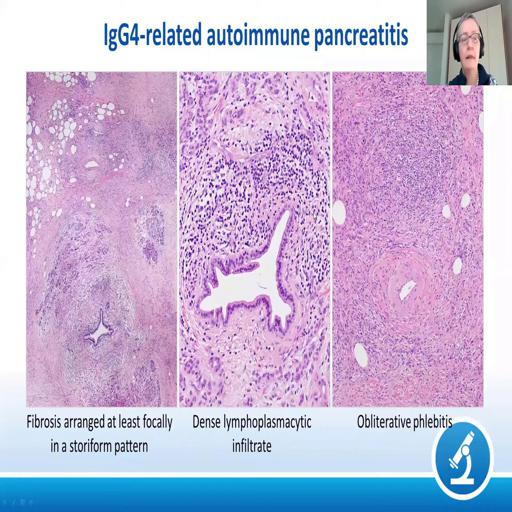 IgG4-related autoimmune pancreatitis
Fibrosis arranged at least focally
in a storiform pattern
Dense lymphoplasmacytic
infiltrate
Obliterative phlebitis